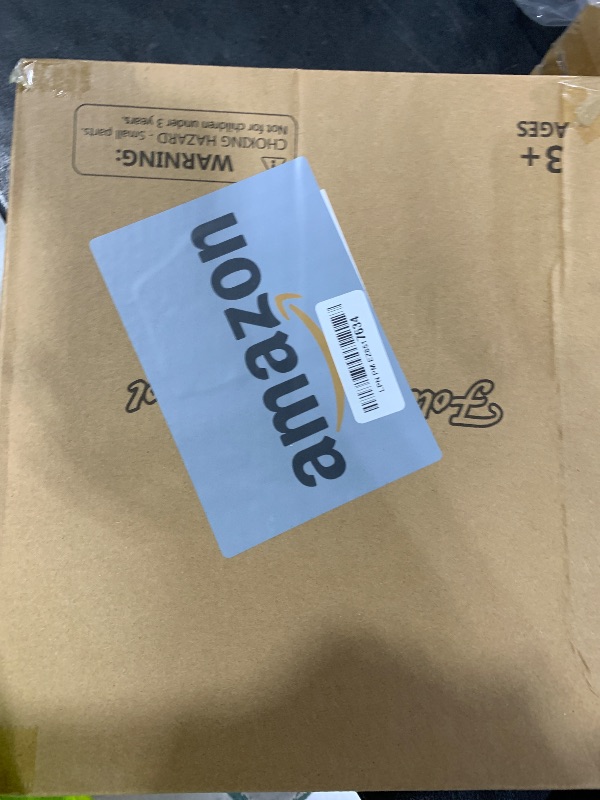 WARNING:
CHOKING HAZARD - Small parts.
Not for children under 3 years.
3+
AGES
amazon